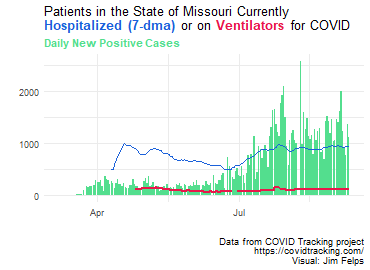 Patients in the State of Missouri Currently
Hospitalized (7-dma) or on Ventilators for COVID
Daily New Positive Cases
2000
1000
0
Apr
Jul
Data from COVID Tracking project
https://covidtracking.com/
Visual: Jim Felps